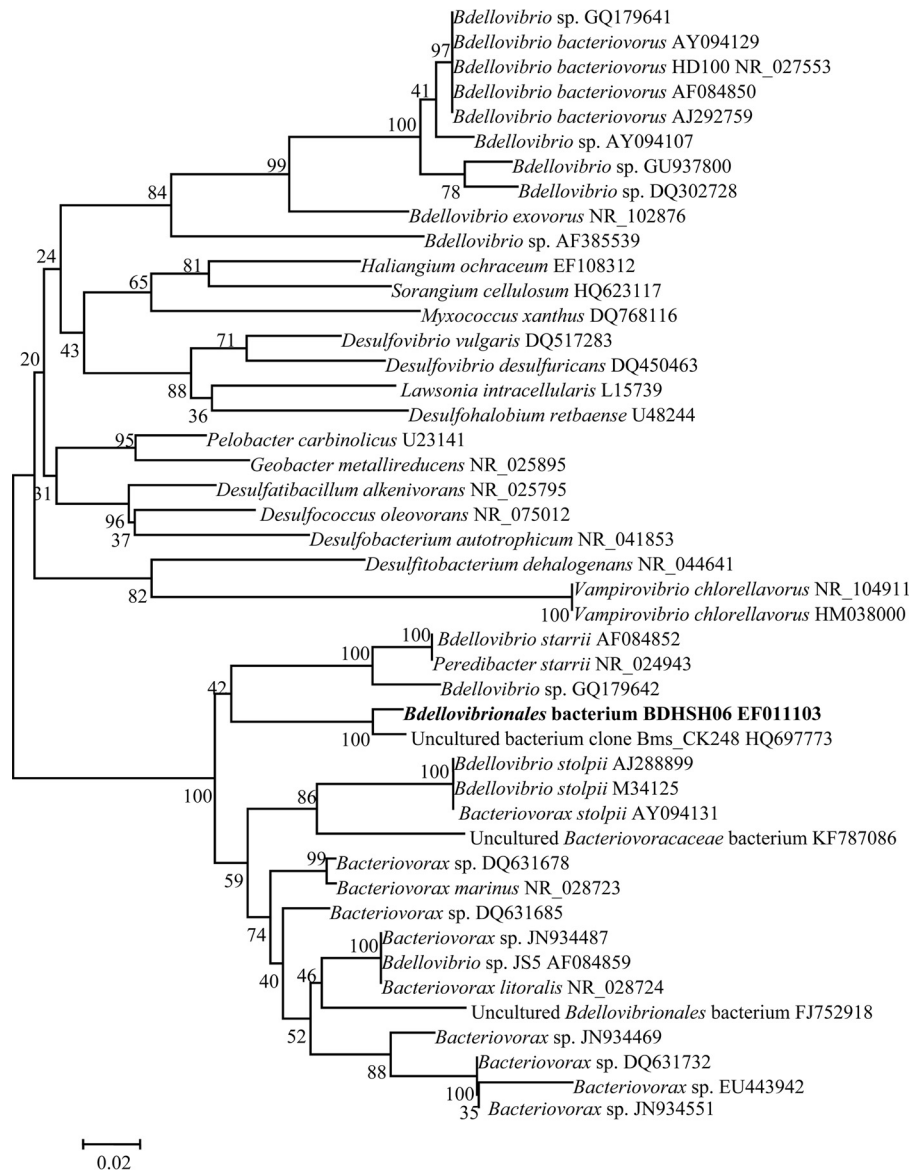 Bdellovibrio sp. GQ179641
Bdellovibrio bacteriovorus AY094129
97
Bdellovibrio bacteriovorus HD100 NR_027553
41
Bdellovibrio bacteriovorus AF084850
Bdellovibrio bacteriovorus AJ292759
100
Bdellovibrio sp. AY094107
99
Bdellovibrio sp. GU937800
84
78
Bdellovibrio sp. DQ302728
Bdellovibrio exovorus NR_102876
Bdellovibrio sp. AF385539
24
81
Haliangium ochraceum EF108312
65
Sorangium cellulosum HQ623117
Myxococcus xanthus DQ768116
71
Desulfovibrio vulgaris DQ517283
43
20
Desulfovibrio desulfuricans DQ450463
88
Lawsonia intracellularis L15739
36
Desulfohalobium retbaense U48244
95
Pelobacter carbinolicus U23141
Geobacter metallireducens NR_025895
31
Desulfatibacillum alkenivorans NR_025795
96
Desulfococcus oleovorans NR_075012
37
Desulfobacterium autotrophicum NR_041853
Desulfitobacterium dehalogenans NR_044641
82
Vampirovibrio chlorellavorus NR_104911
100
Vampirovibrio chlorellavorus HM038000
100
Bdellovibrio starrii AF084852
100
Peredibacter starrii NR_024943
42
Bdellovibrio sp. GQ179642
Bdellovibrionales bacterium BDHSH06 EF011103
100
Uncultured bacterium clone Bms_CK248 HQ697773
Bdellovibrio stolpii AJ288899
100
Bdellovibrio stolpii M34125
100
86
Bacteriovorax stolpii AY094131
Uncultured Bacteriovoracaceae bacterium KF787086
99
Bacteriovorax sp. DQ631678
59
Bacteriovorax marinus NR_028723
Bacteriovorax sp. DQ631685
74
Bacteriovorax sp. JN934487
100
Bdellovibrio sp. JS5 AF084859
40
46
Bacteriovorax litoralis NR_028724
Uncultured Bdellovibrionales bacterium FJ752918
52
Bacteriovorax sp. JN934469
88
Bacteriovorax sp. DQ631732
Bacteriovorax sp. EU443942
100
35
Bacteriovorax sp. JN934551
0.02